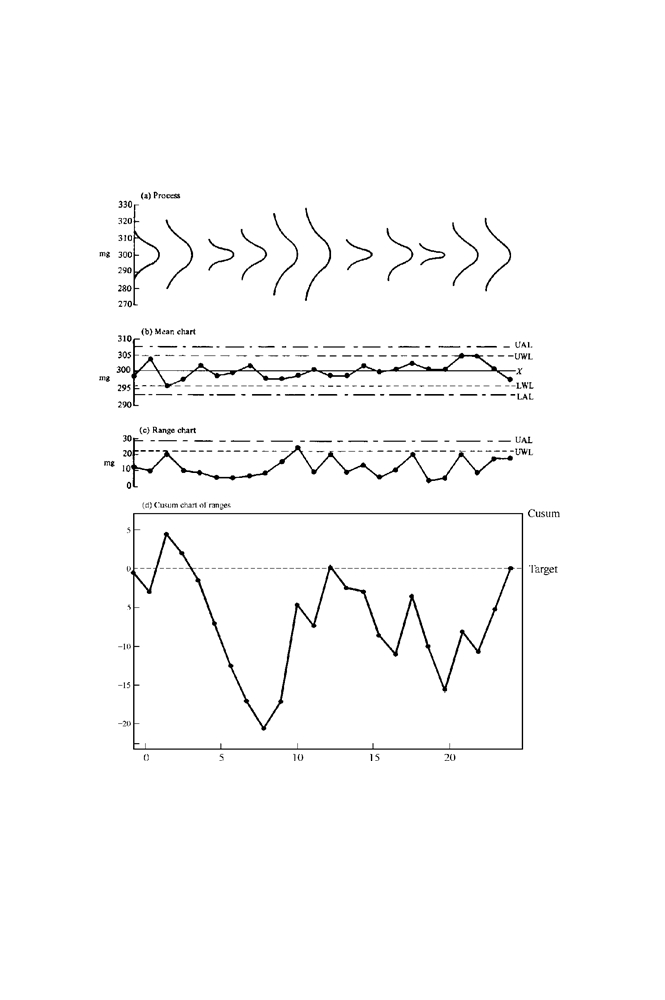 (a) Process
330
320
310
mg 300
290
280
270
(b) Mean chart
310
UAL
305
UWL
300
X
mg
295
LWL
290
LAL
(c) Range chart
30
UAL
20
UWL
mg
10
0
(d) Cusum chart of ranges
Cusum
5
0
Target
-5
-10
-15
-20
0 5 10 15 20